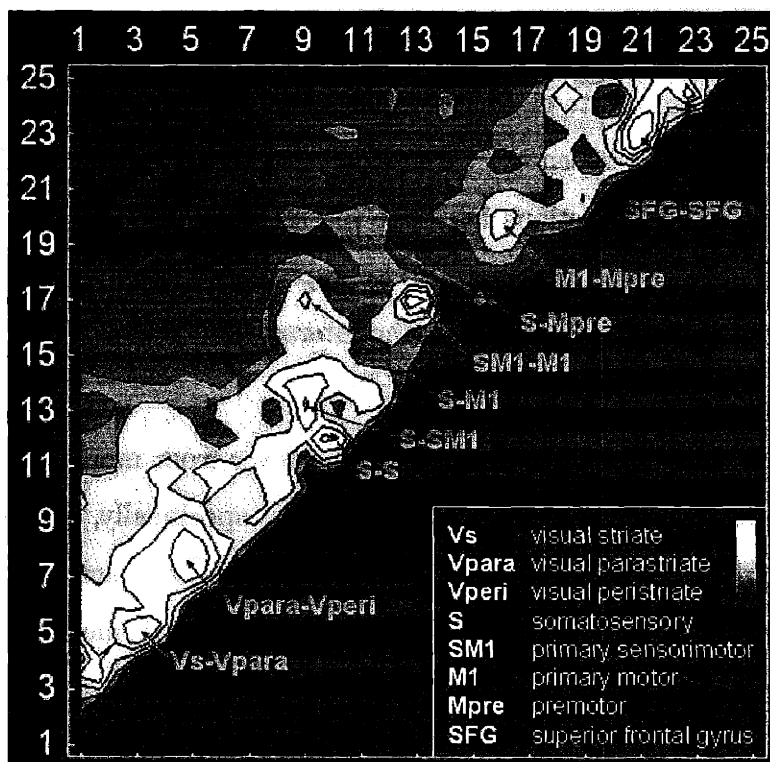 1 3 5 7 9 11 13 15 17 19 21 23 25
25
23
21
19
17
15
13
11
9
7
5
3
1
SFG-SFG
M1-Mpre
S-Mpre
SM1-M1
S-M1
S-SM1
S-S
Vpara-Vperi
Vs-Vpara
Vs visual striate
Vpara visual parastriate
Vperi visual peristriate
S somatosensory
SM1 primary sensorimotor
M1 primary motor
Mpre premotor
SFG superior frontal gyrus